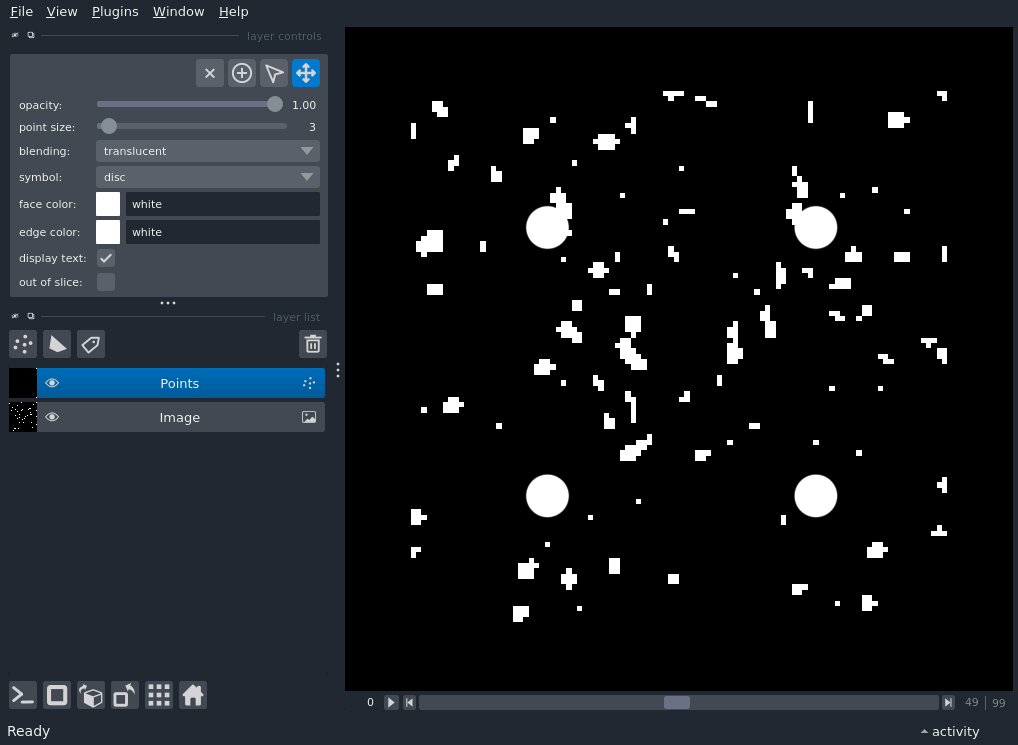 File View Plugins Window Help
layer controls
opacity: 1.00
point size: 3
blending: translucent
symbol: disc
face color: white
edge color: white
display text:
out of slice:
layer list
Points
Image
0 49 99
Ready activity